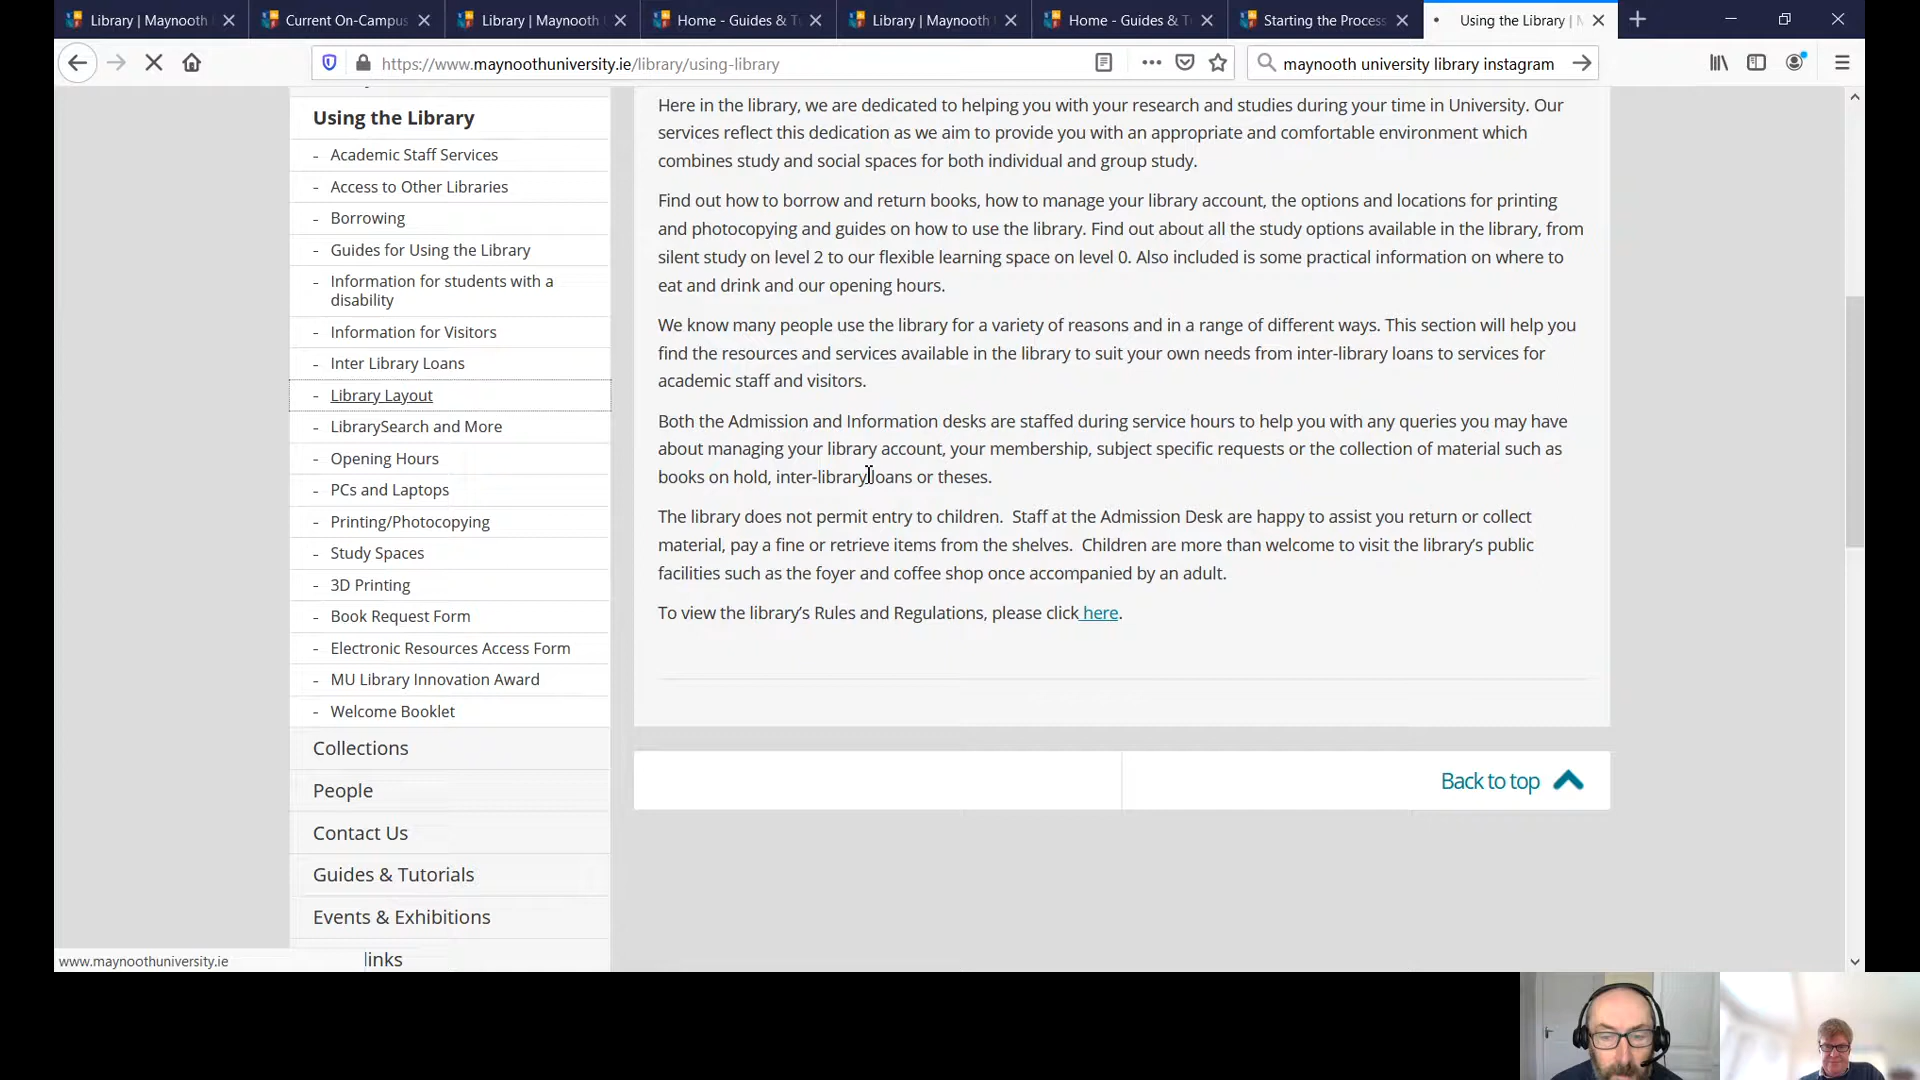 Library | Maynooth
Current On-Campus
Library | Maynooth
Home - Guides & T
Library | Maynooth
Home - Guides & T
Starting the Process
Using the Library |
https://www.maynoothuniversity.ie/library/using-library
maynooth university library instagram
Using the Library
- Academic Staff Services
- Access to Other Libraries
- Borrowing
- Guides for Using the Library
- Information for students with a
disability
- Information for Visitors
- Inter Library Loans
- Library Layout
- LibrarySearch and More
- Opening Hours
- PCs and Laptops
- Printing/Photocopying
- Study Spaces
- 3D Printing
- Book Request Form
- Electronic Resources Access Form
- MU Library Innovation Award
- Welcome Booklet
Collections
People
Contact Us
Guides & Tutorials
Events & Exhibitions
links
Here in the library, we are dedicated to helping you with your research and studies during your time in University. Our
services reflect this dedication as we aim to provide you with an appropriate and comfortable environment which
combines study and social spaces for both individual and group study.
Find out how to borrow and return books, how to manage your library account, the options and locations for printing
and photocopying and guides on how to use the library. Find out about all the study options available in the library, from
silent study on level 2 to our flexible learning space on level 0. Also included is some practical information on where to
eat and drink and our opening hours.
We know many people use the library for a variety of reasons and in a range of different ways. This section will help you
find the resources and services available in the library to suit your own needs from inter-library loans to services for
academic staff and visitors.
Both the Admission and Information desks are staffed during service hours to help you with any queries you may have
about managing your library account, your membership, subject specific requests or the collection of material such as
books on hold, inter-library loans or theses.
The library does not permit entry to children. Staff at the Admission Desk are happy to assist you return or collect
material, pay a fine or retrieve items from the shelves. Children are more than welcome to visit the library’s public
facilities such as the foyer and coffee shop once accompanied by an adult.
To view the library’s Rules and Regulations, please click here.
Back to top
www.maynoothuniversity.ie